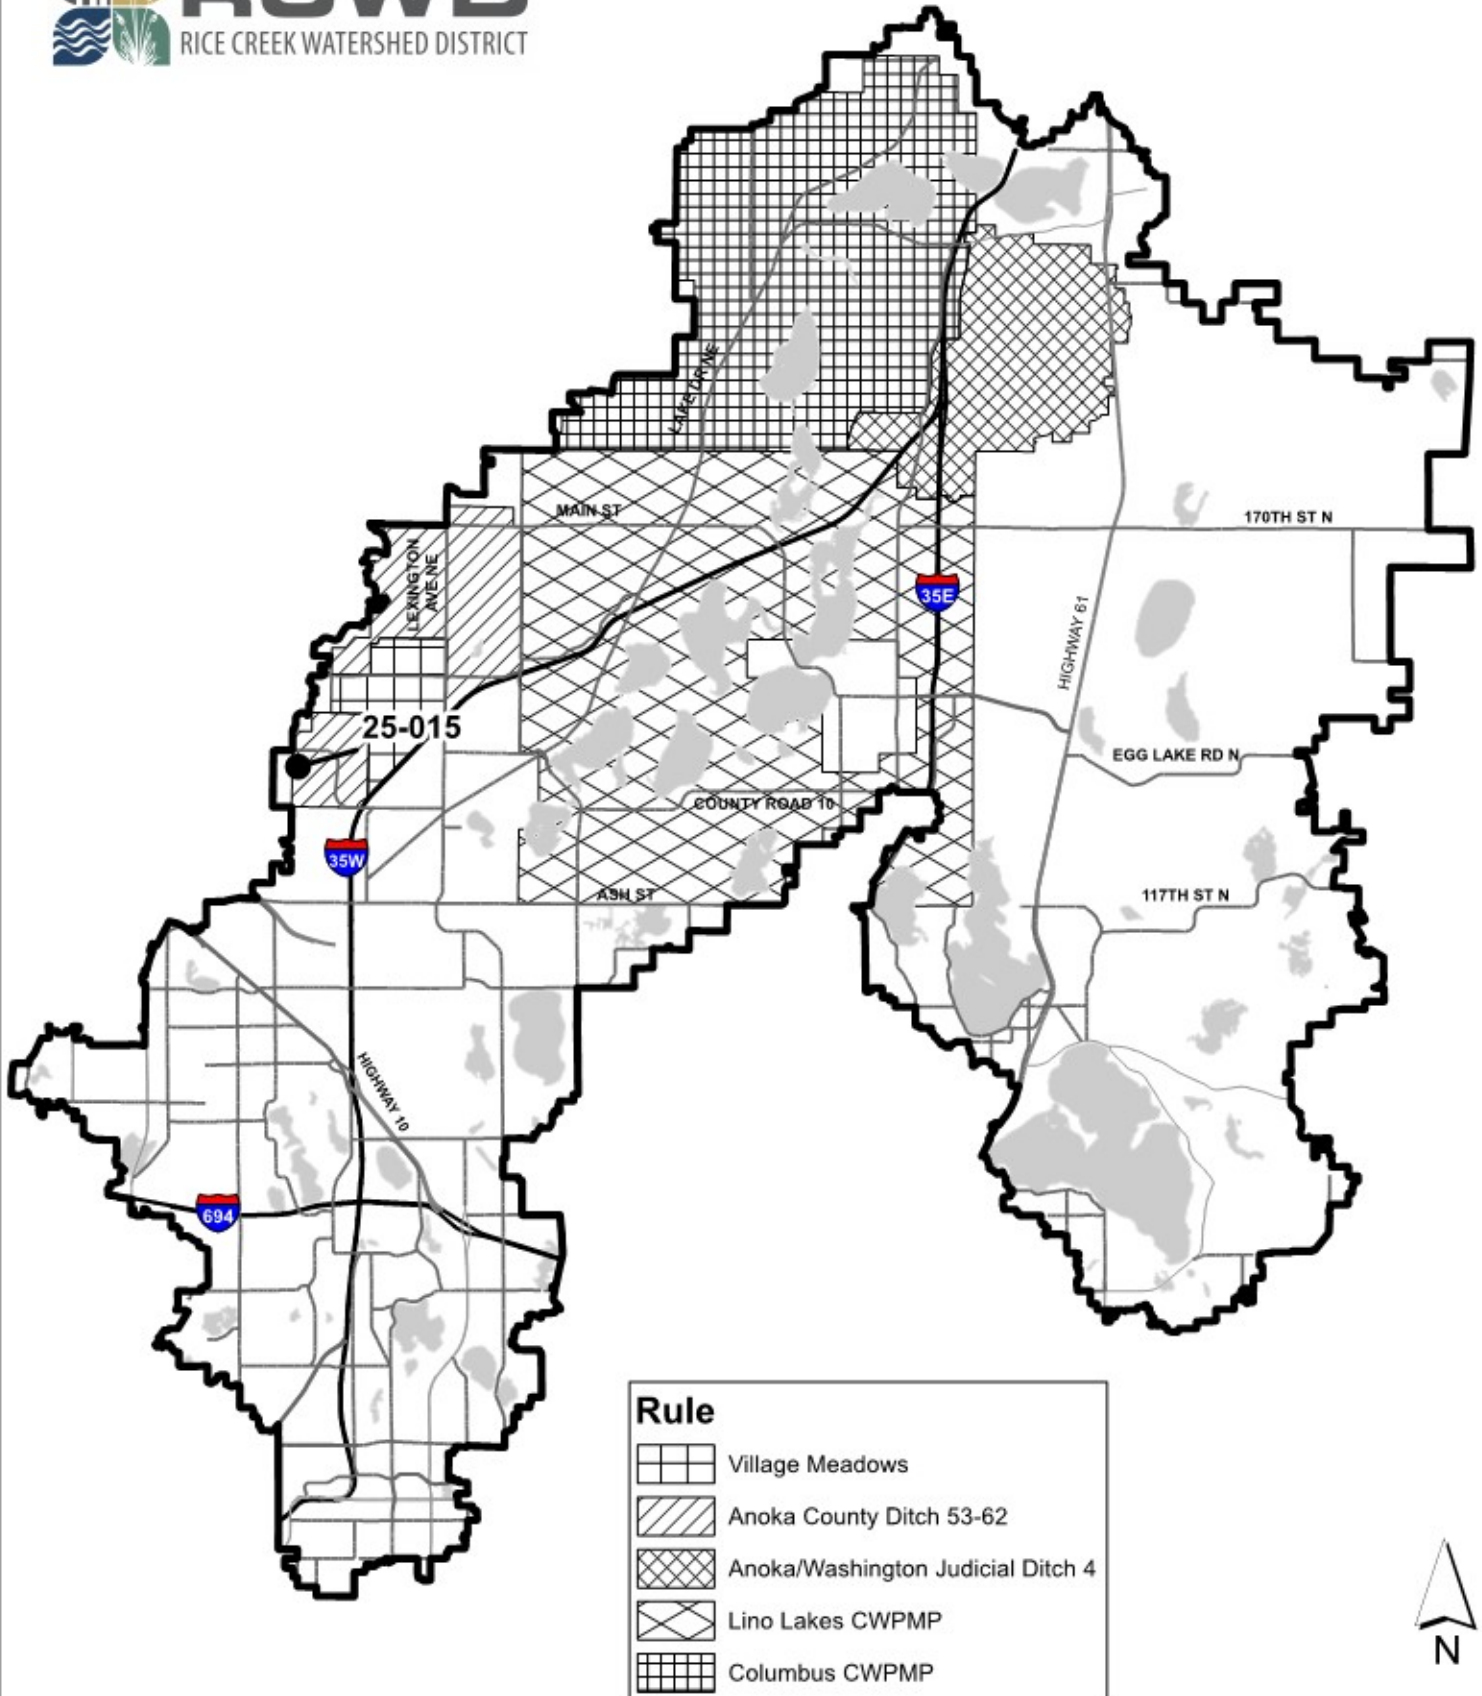 RCWD
RICE CREEK WATERSHED DISTRICT
LAKE DR NE
MAIN ST
170TH ST N
LEXINGTON
AVE NE
35E
HIGHWAY 61
25-015
EGG LAKE RD N
COUNTY ROAD 10
35W
ASH ST
117TH ST N
HIGHWAY 10
694
Rule
Village Meadows
Anoka County Ditch 53-62
Anoka/Washington Judicial Ditch 4
Lino Lakes CWPMP
Columbus CWPMP
N